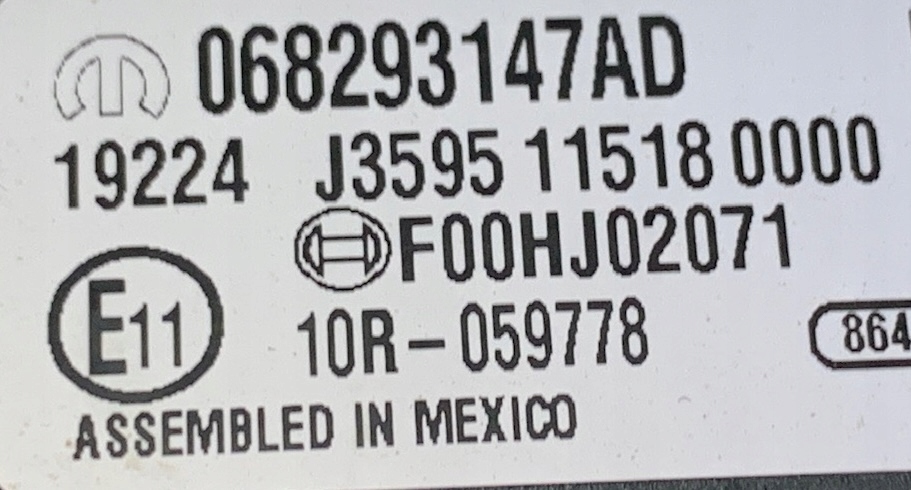 068293147AD
19224 J3595 11518 0000
F00HJ02071
E11 10R-059778 864
ASSEMBLED IN MEXICO